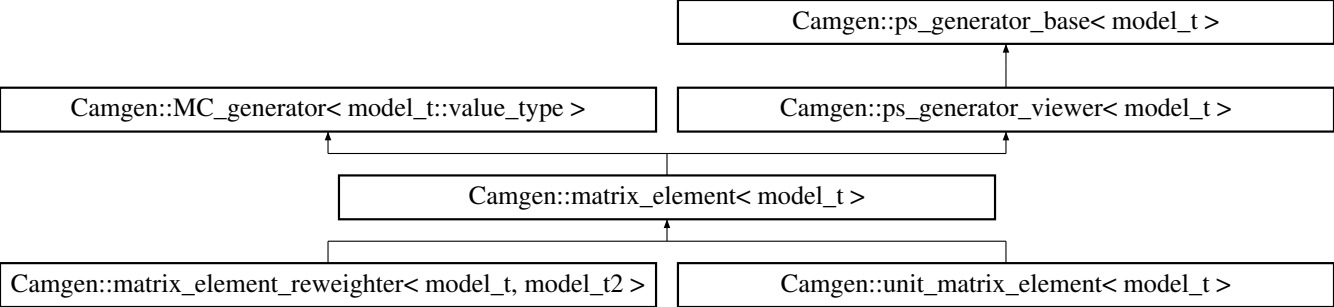 Camgen::ps_generator_base< model_t >
Camgen::MC_generator< model_t::value_type >
Camgen::ps_generator_viewer< model_t >
Camgen::matrix_element< model_t >
Camgen::matrix_element_reweighter< model_t, model_t2 >
Camgen::unit_matrix_element< model_t >